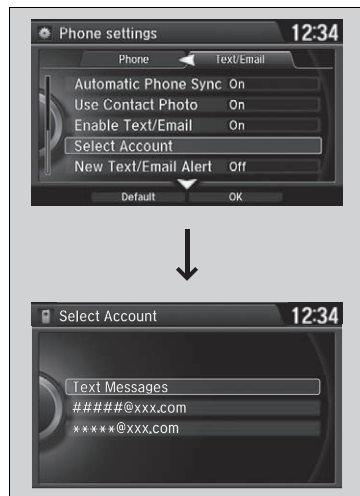 Phone settings 12:34
Phone Text/Email
Automatic Phone Sync On
Use Contact Photo On
Enable Text/Email On
Select Account
New Text/Email Alert Off
Default OK
Select Account 12:34
Text Messages
#####@xxx.com
*****@xxx.com